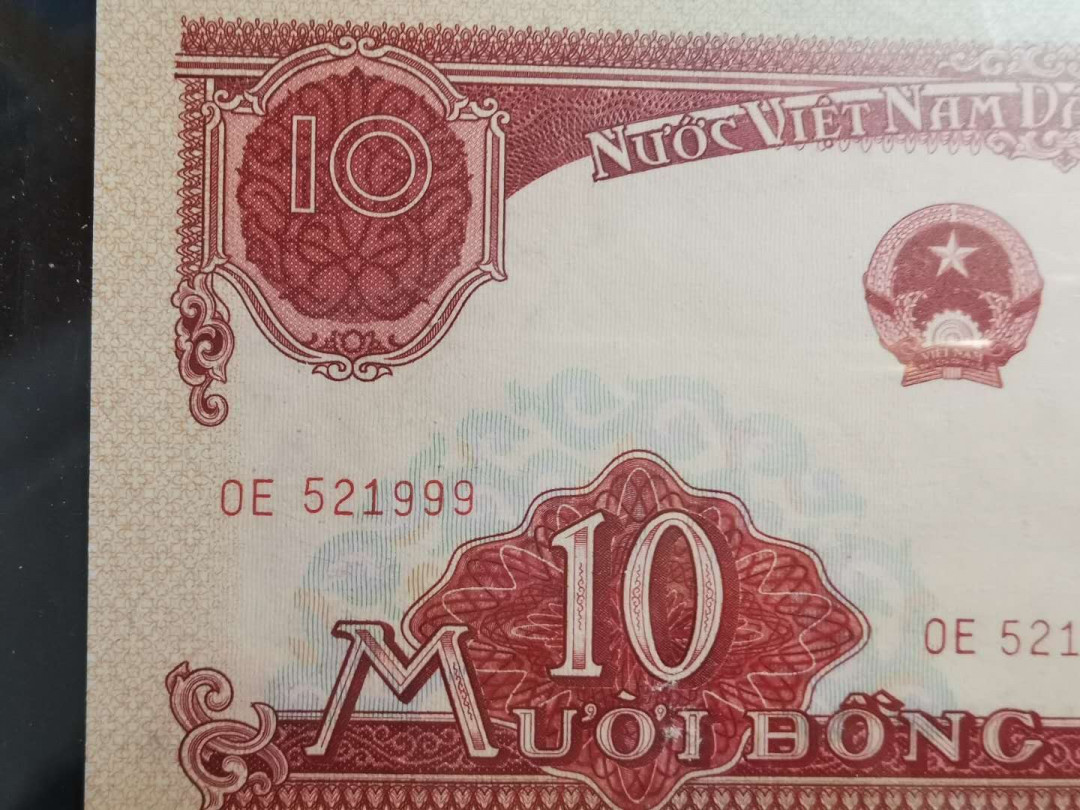 10
NƯỚC VIỆT NAM DÂ
VIỆT NAM
OE 521999
10
OE 521
MƯỜI ĐỒNG